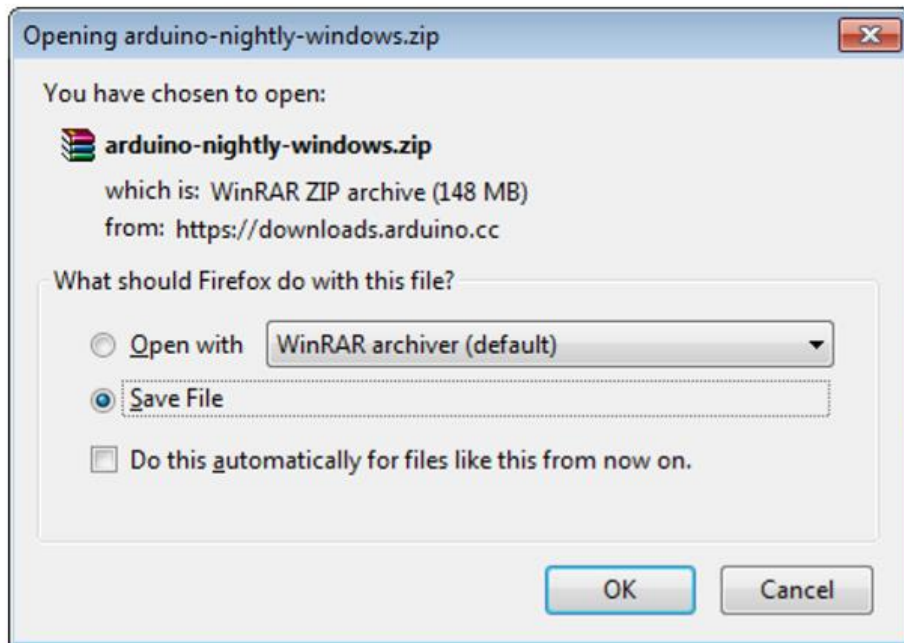 Opening arduino-nightly-windows.zip
You have chosen to open:
arduino-nightly-windows.zip
which is: WinRAR ZIP archive (148 MB)
from: https://downloads.arduino.cc
What should Firefox do with this file?
Open with WinRAR archiver (default)
Save File
Do this automatically for files like this from now on.
OK Cancel